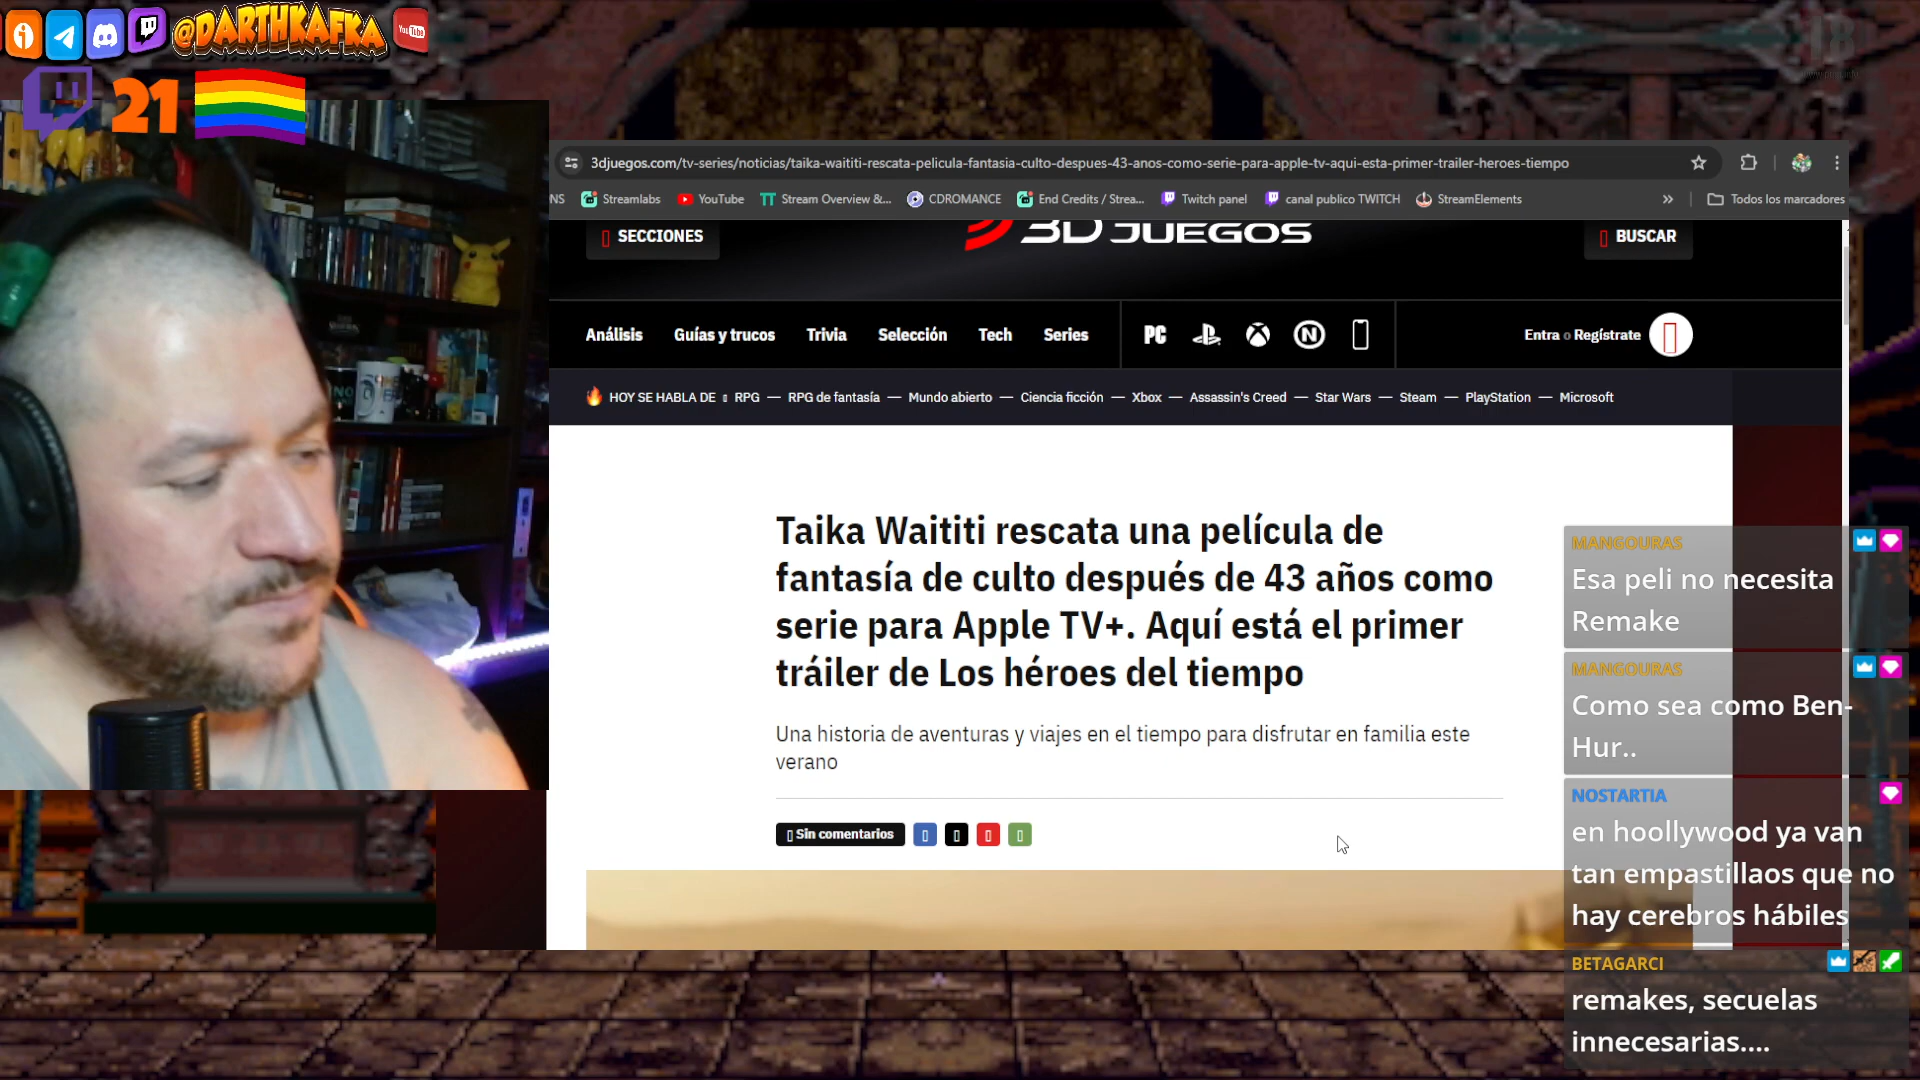 @DARTHKAFKA
YouTube
21
3djuegos.com/tv-series/noticias/taika-waititi-rescata-pelicula-fantasia-culto-despues-43-anos-como-serie-para-apple-tv-aqui-esta-primer-trailer-heroes-tiempo
NS Streamlabs YouTube Stream Overview &... CDROMANCE End Credits / Strea... Twitch panel canal publico TWITCH StreamElements » Todos los marcadores
SECCIONES
3D JUEGOS
BUSCAR
Análisis Guías y trucos Trivia Selección Tech Series PC Entra o Regístrate
HOY SE HABLA DE RPG — RPG de fantasía — Mundo abierto — Ciencia ficción — Xbox — Assassin's Creed — Star Wars — Steam — PlayStation — Microsoft
Taika Waititi rescata una película de
fantasía de culto después de 43 años como
serie para Apple TV+. Aquí está el primer
tráiler de Los héroes del tiempo
Una historia de aventuras y viajes en el tiempo para disfrutar en familia este
verano
Sin comentarios
MANGOURAS
Esa peli no necesita
Remake
MANGOURAS
Como sea como Ben-
Hur..
NOSTARTIA
en hoollywood ya van
tan empastillaos que no
hay cerebros hábiles
BETAGARCI
remakes, secuelas
innecesarias....
18